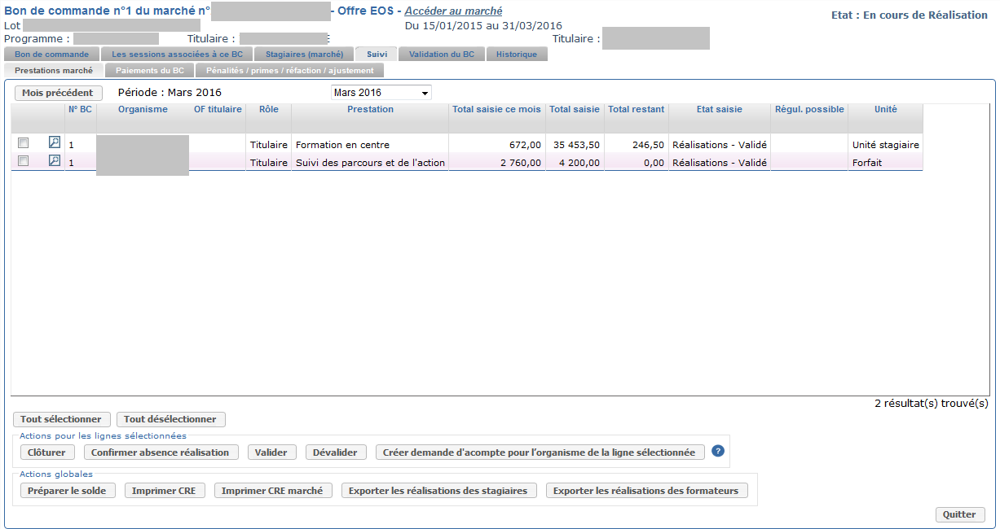 Bon de commande n°1 du marché n° - Offre EOS - Accéder au marché
Etat : En cours de Réalisation
Lot
Du 15/01/2015 au 31/03/2016
Programme : Titulaire : Titulaire :
Bon de commande Les sessions associées à ce BC Stagiaires (marché) Suivi Validation du BC Historique
Prestations marché Paiements du BC Pénalités / primes / réfaction / ajustement
Mois précédent Période : Mars 2016 Mars 2016
N° BC Organisme OF titulaire Rôle Prestation Total saisie ce mois Total saisie Total restant Etat saisie Régul. possible Unité
1 Titulaire Formation en centre 672,00 35 453,50 246,50 Réalisations - Validé Unité stagiaire
1 Titulaire Suivi des parcours et de l'action 2 760,00 4 200,00 0,00 Réalisations - Validé Forfait
2 résultat(s) trouvé(s)
Tout sélectionner Tout désélectionner
Actions pour les lignes sélectionnées
Clôturer Confirmer absence réalisation Valider Dévalider Créer demande d'acompte pour l'organisme de la ligne sélectionnée ?
Actions globales
Préparer le solde Imprimer CRE Imprimer CRE marché Exporter les réalisations des stagiaires Exporter les réalisations des formateurs
Quitter